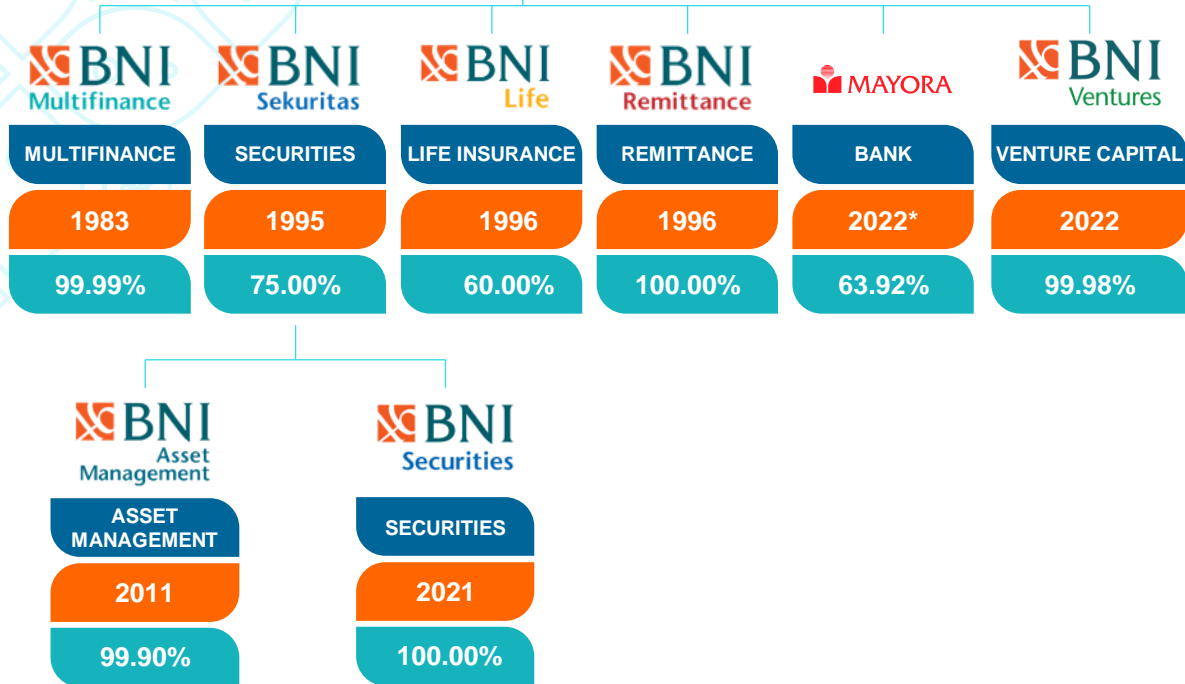 BNI
Multifinance
BNI
Sekuritas
BNI
Life
BNI
Remittance
MAYORA
BNI
Ventures
MULTIFINANCE
SECURITIES
LIFE INSURANCE
REMITTANCE
BANK
VENTURE CAPITAL
1983
1995
1996
1996
2022*
2022
99.99%
75.00%
60.00%
100.00%
63.92%
99.98%
BNI
Asset
Management
BNI
Securities
ASSET
MANAGEMENT
SECURITIES
2011
2021
99.90%
100.00%